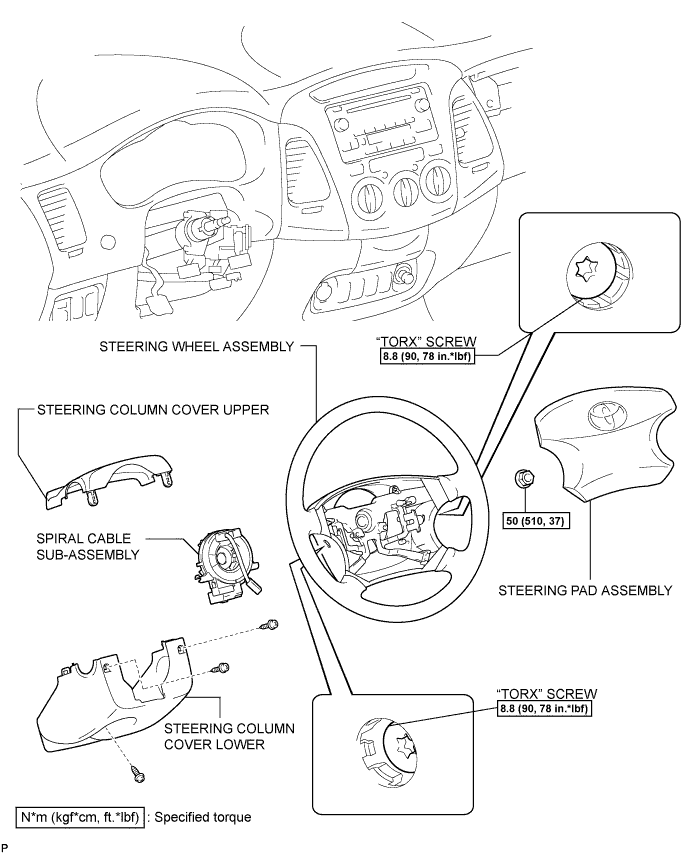 STEERING WHEEL ASSEMBLY
"TORX" SCREW
8.8 (90, 78 in.*lbf)
STEERING COLUMN COVER UPPER
50 (510, 37)
SPIRAL CABLE
SUB-ASSEMBLY
STEERING PAD ASSEMBLY
"TORX" SCREW
8.8 (90, 78 in.*lbf)
STEERING COLUMN
COVER LOWER
N*m (kgf*cm, ft.*lbf) : Specified torque
P